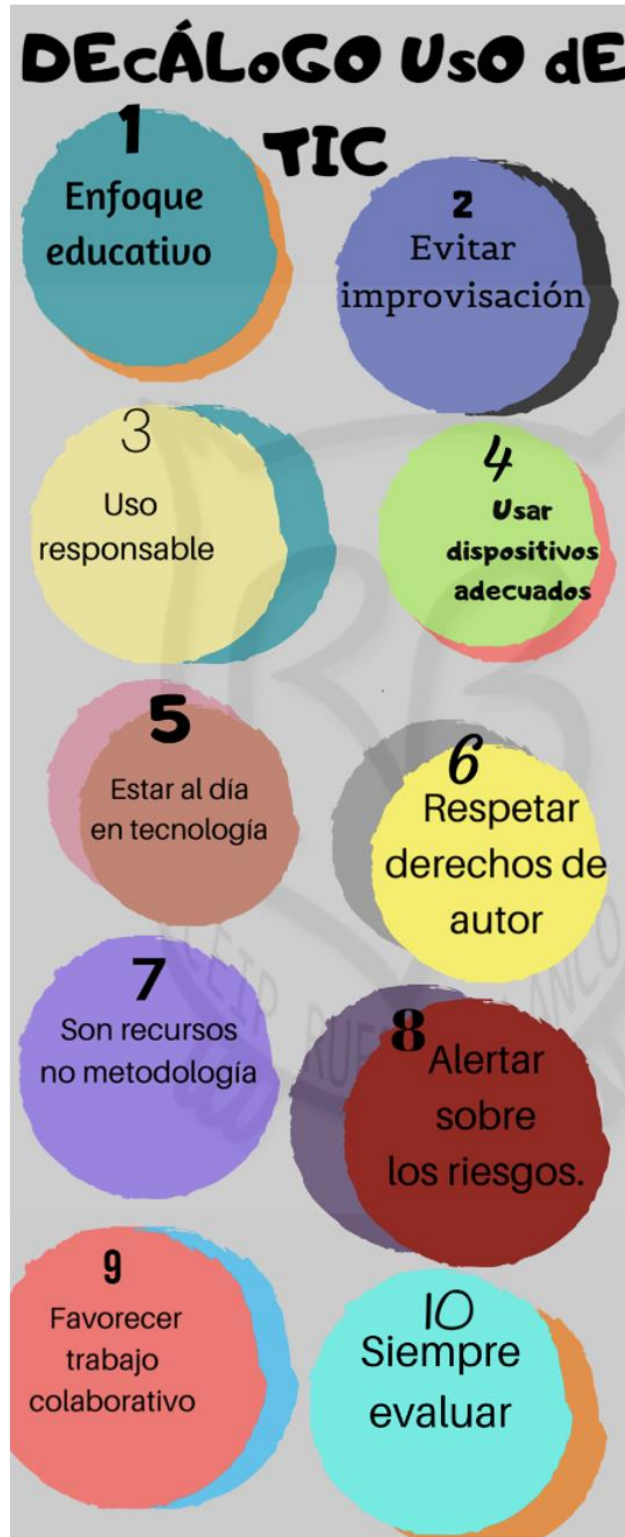 DEcÁLoGO UsO dE
TIC
1
Enfoque
educativo
2
Evitar
improvisación
3
Uso
responsable
4
Usar
dispositivos
adecuados
5
Estar al día
en tecnología
6
Respetar
derechos de
autor
7
Son recursos
no metodología
8
Alertar
sobre
los riesgos.
9
Favorecer
trabajo
colaborativo
10
Siempre
evaluar
CEIP